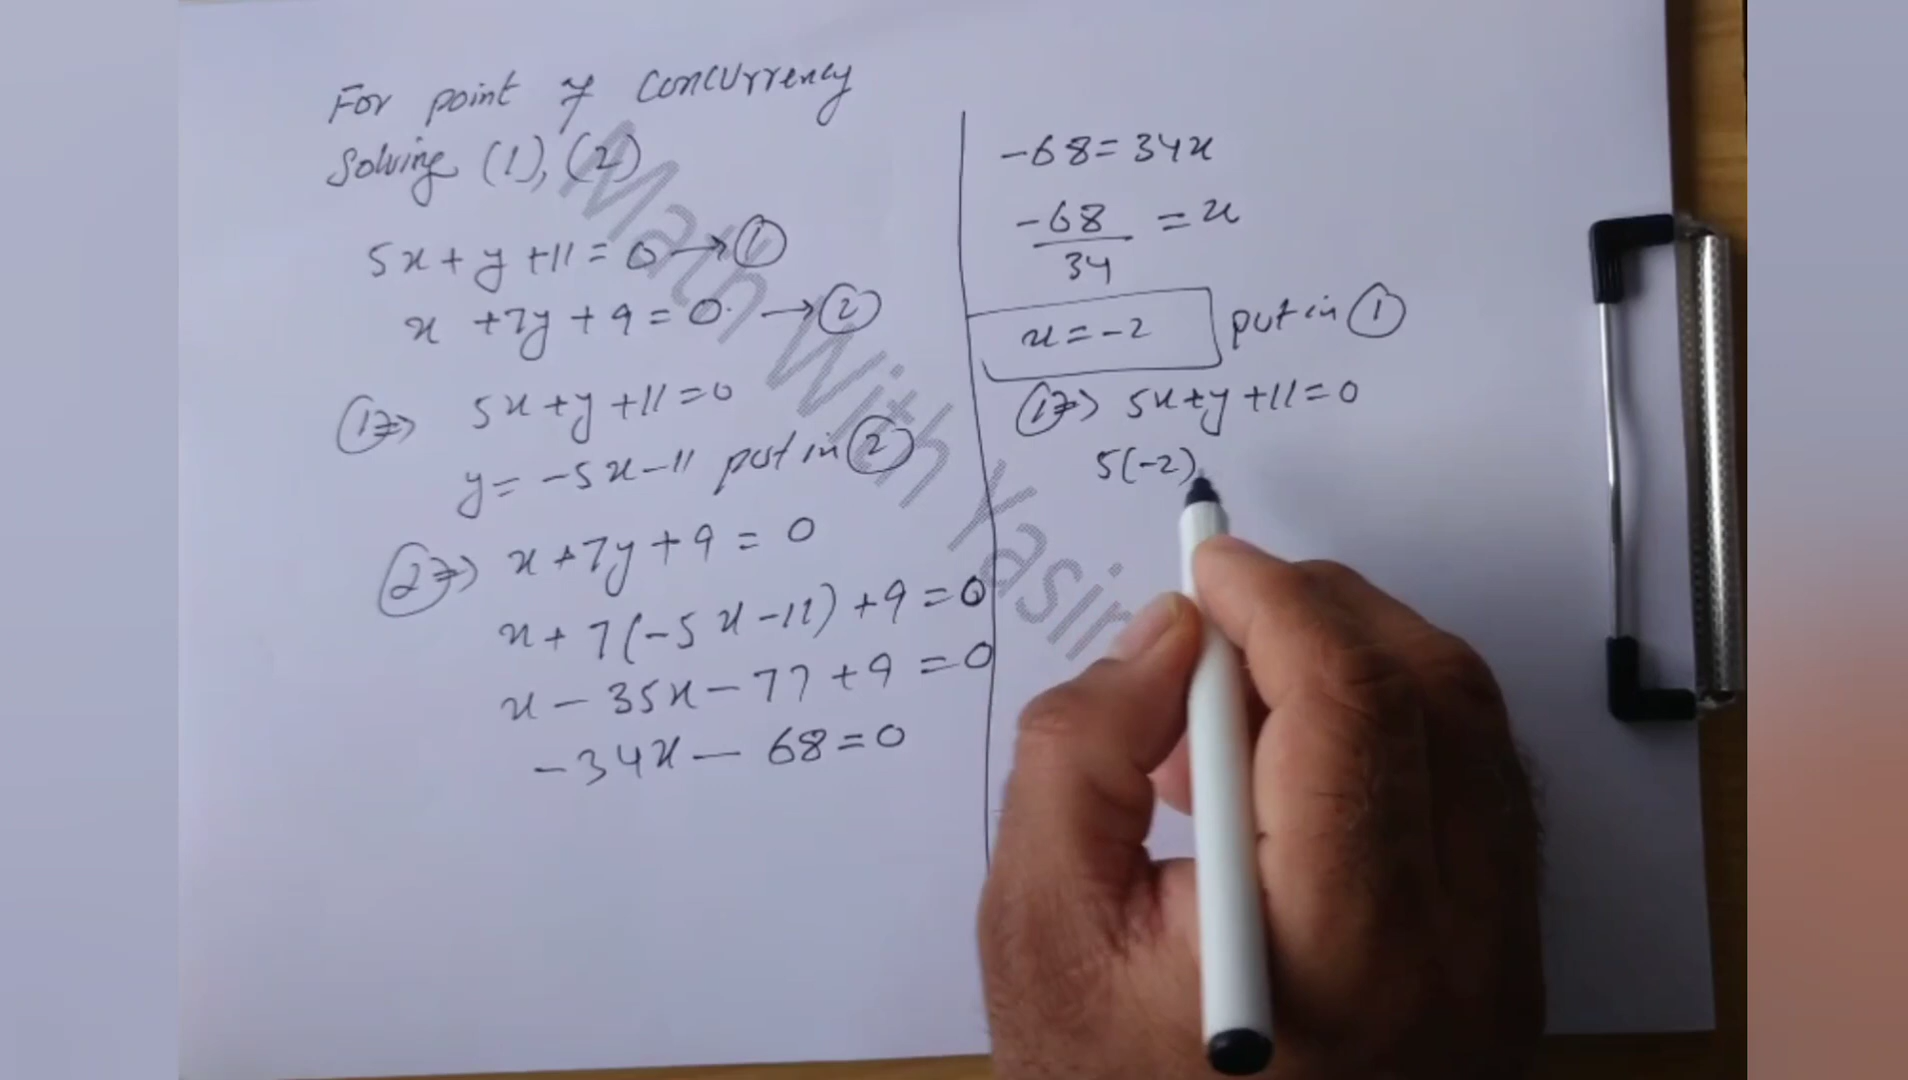 For point of concurrency
Solving (1), (2)
5x + y + 11 = 0 → ①
x + 7y + 9 = 0 → ②
① ⇒ 5x + y + 11 = 0
y = -5x - 11 put in ②
② ⇒ x + 7y + 9 = 0
x + 7(-5x - 11) + 9 = 0
x - 35x - 77 + 9 = 0
-34x - 68 = 0
-68 = 34x
-68/34 = x
x = -2 put in ①
① ⇒ 5x + y + 11 = 0
5(-2)
Math With Yasir